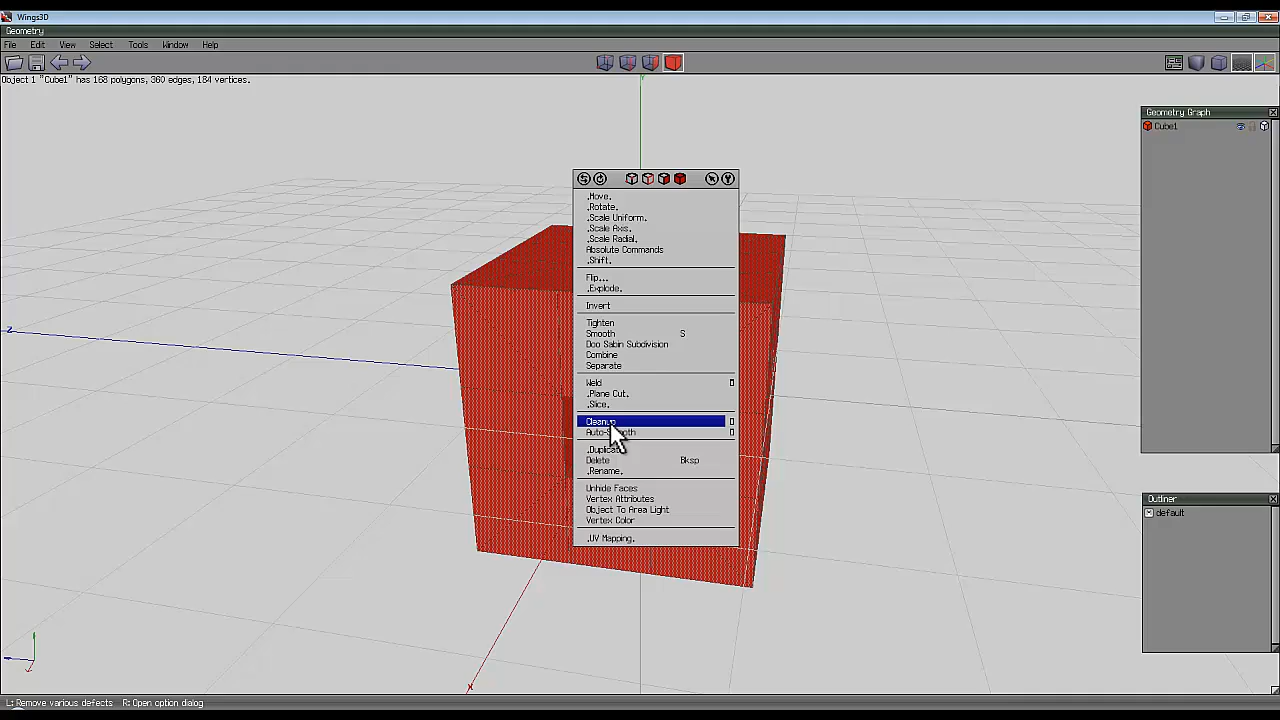 Wings3D
Geometry
File Edit View Select Tools Window Help
Object 1 "Cube1" has 168 polygons, 360 edges, 184 vertices.
Y
Geometry Graph
Cube1
.Move.
.Rotate.
.Scale Uniform.
.Scale Axis.
.Scale Radial.
Absolute Commands
.Shift.
Flip...
.Explode.
Invert
Tighten
Smooth S
Doo Sabin Subdivision
Combine
Separate
Z
Weld
.Plane Cut.
.Slice.
Cleanup
Auto-Smooth
.Duplicate
Delete Bksp
.Rename.
Unhide Faces
Vertex Attributes
Object To Area Light
Vertex Color
.UV Mapping.
Outliner
default
X
L:Remove various defects R:Open option dialog